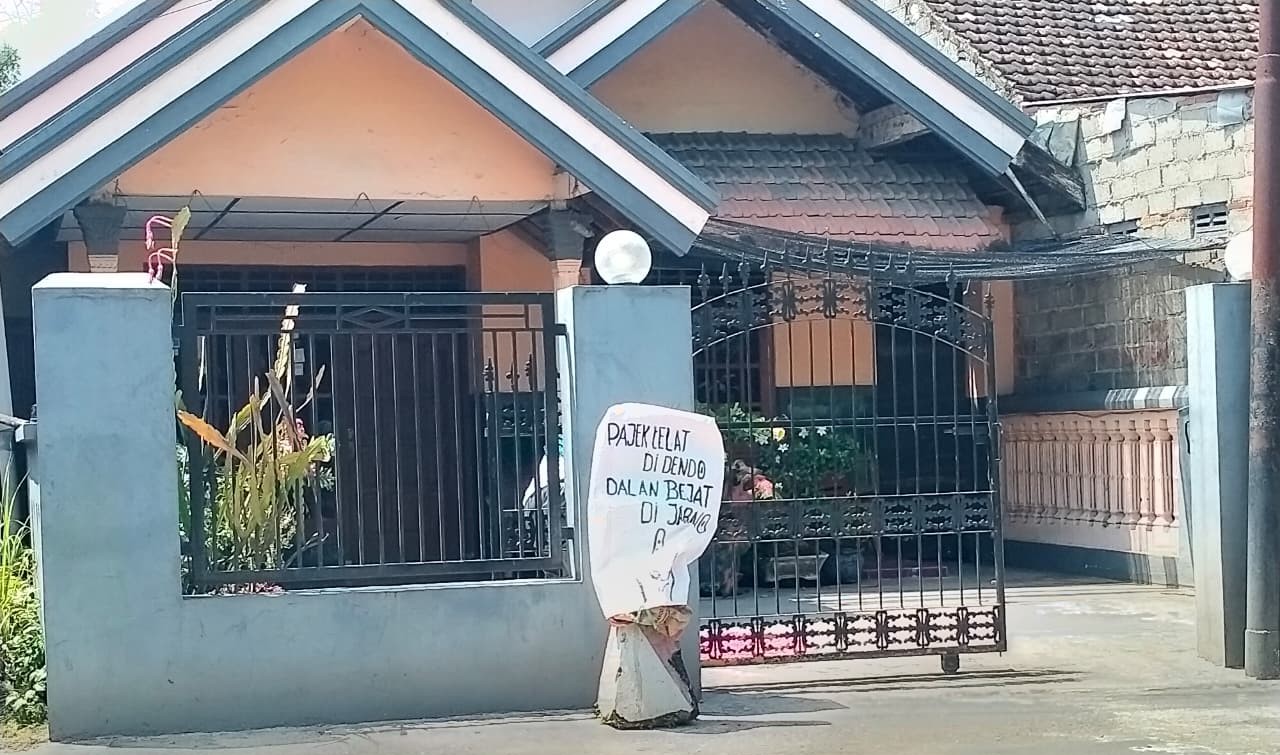 PAJEK TELAT
DI DENDO
DALAN BEJAT
DI JARNO